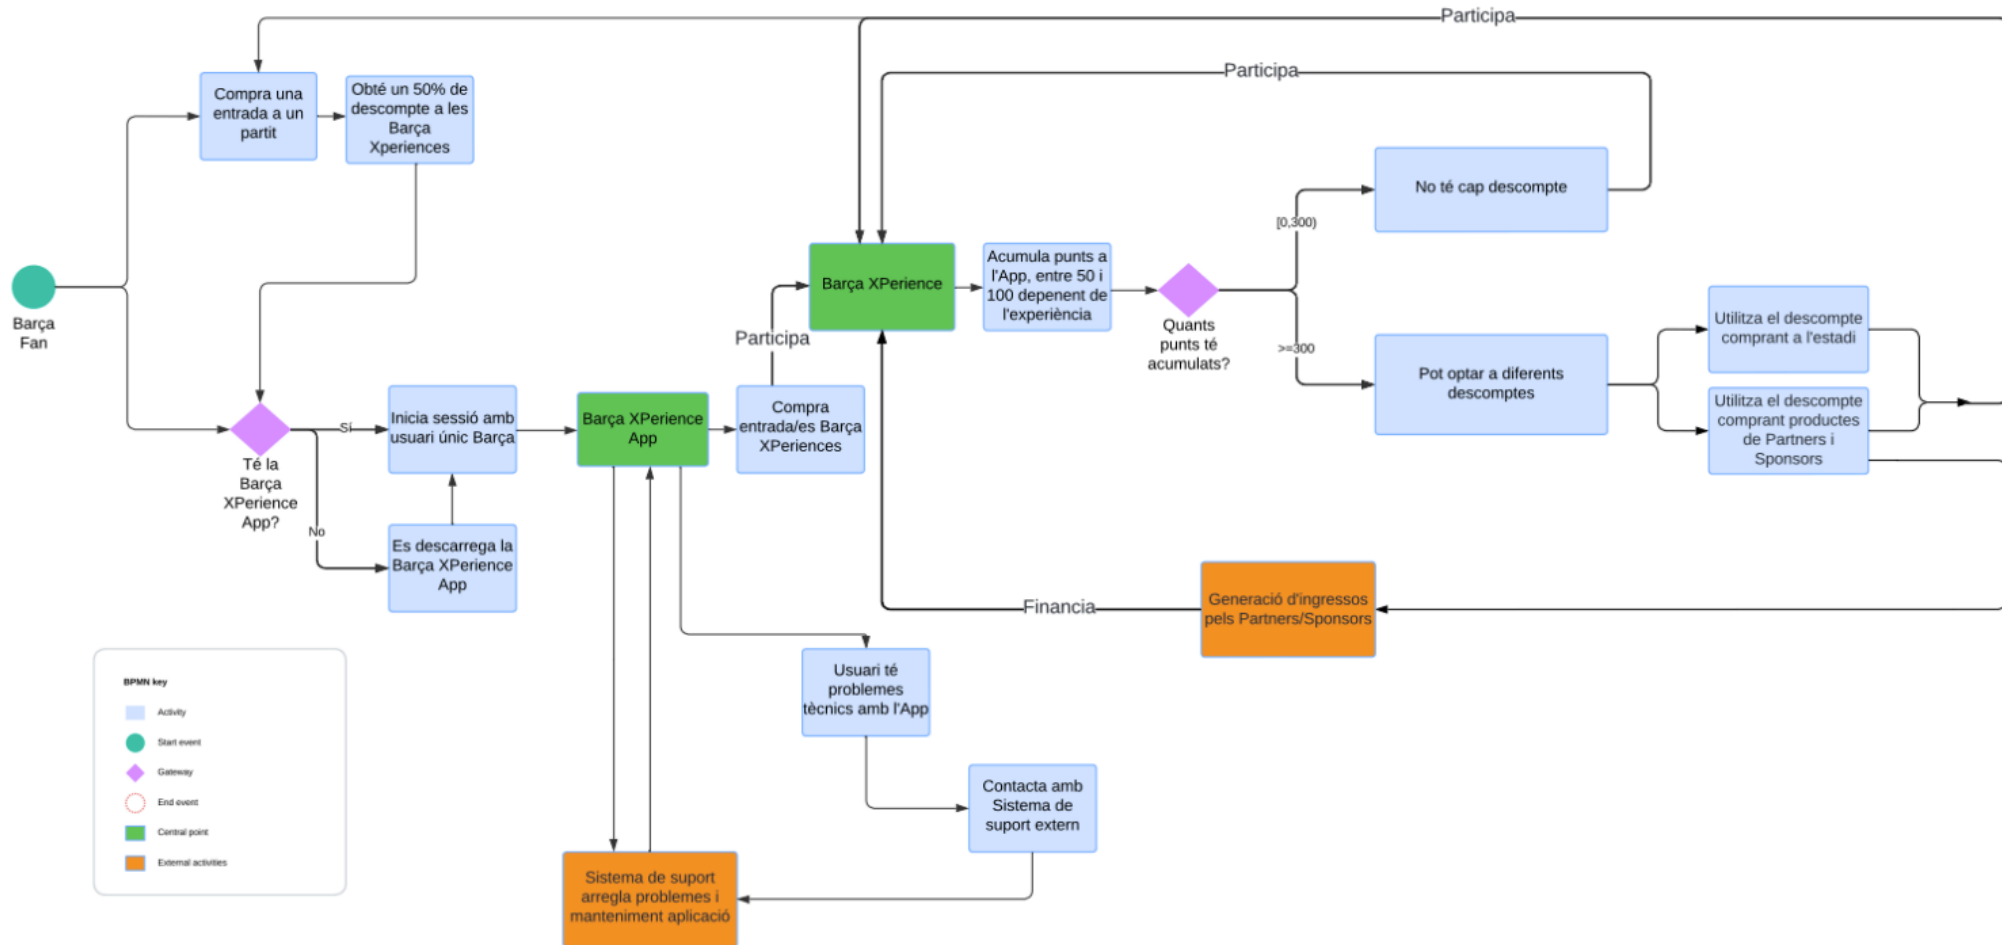 Participa
Participa
Compra una
entrada a un
partit
Obté un 50% de
descompte a les
Barça
Xperiences
No té cap descompte
[0,300)
Barça
Fan
Barça XPerience
Acumula punts a
l'App, entre 50 i
100 depenent de
l'experiència
Quants
punts té
acumulats?
>=300
Pot optar a diferents
descomptes
Utilitza el descompte
comprant a l'estadi
Utilitza el descompte
comprant productes
de Partners i
Sponsors
Participa
Té la
Barça
XPerience
App?
Sí
No
Inicia sessió amb
usuari únic Barça
Es descarrega la
Barça XPerience
App
Barça XPerience
App
Compra
entrada/es Barça
XPeriences
Financia
Generació d'ingressos
pels Partners/Sponsors
Usuari té
problemes
tècnics amb l'App
Contacta amb
Sistema de
suport extern
Sistema de suport
arregla problemes i
manteniment aplicació
BPMN key
Activity
Start event
Gateway
End event
Central point
External activities